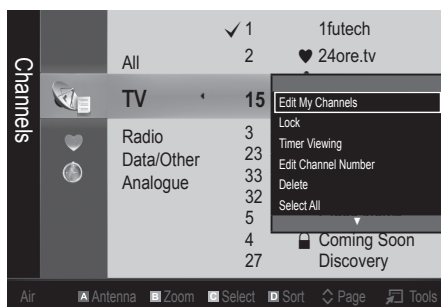 Channels
✓ 1 1futech
All 2 ♥ 24ore.tv
TV 15
Edit My Channels
Lock
Timer Viewing
Edit Channel Number
Delete
Select All
Radio 3
Data/Other 23
Analogue 33
32
5
4 Coming Soon
27 Discovery
Air A Antenna B Zoom C Select D Sort Page Tools